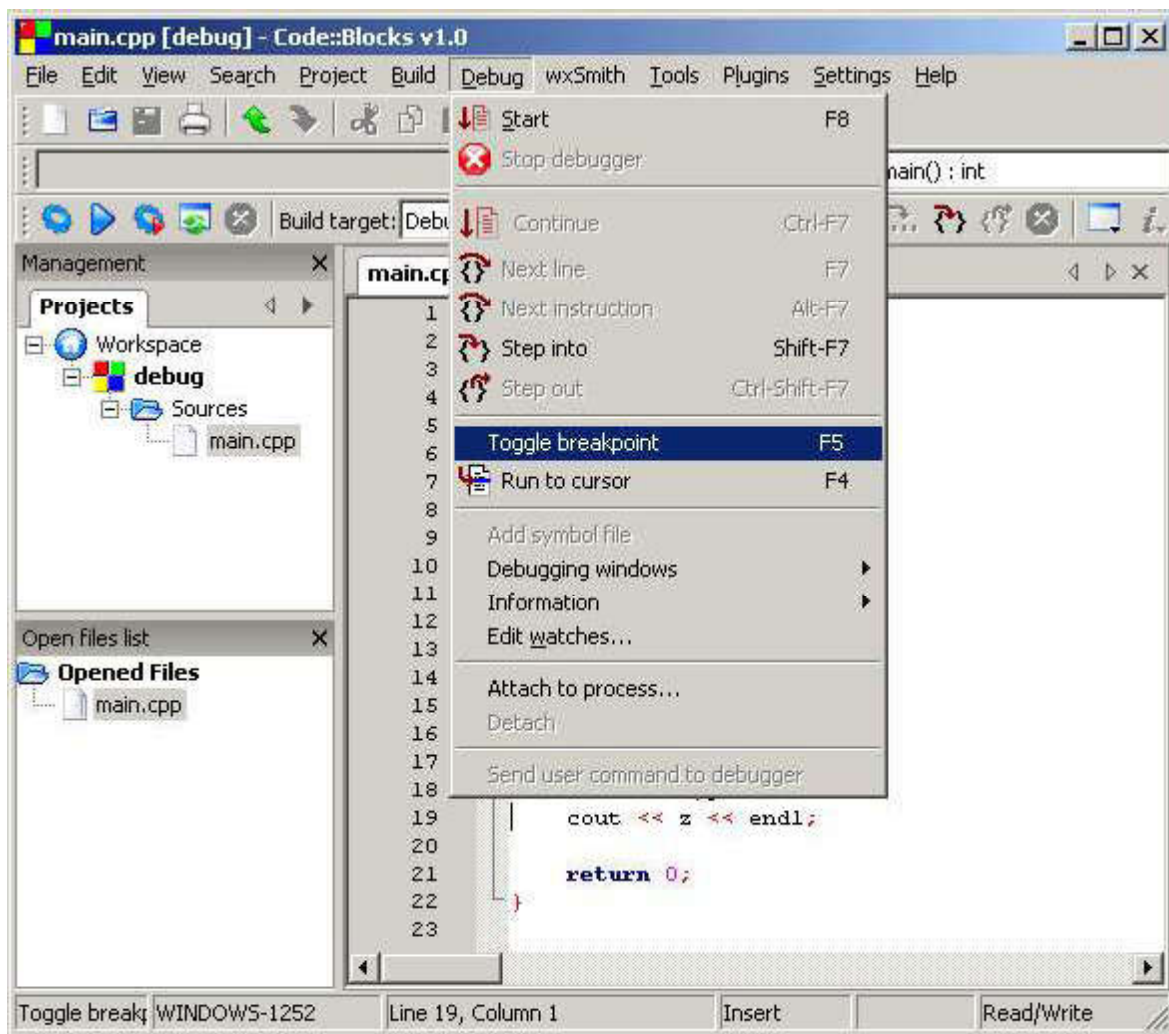 main.cpp [debug] - Code::Blocks v1.0
File Edit View Search Project Build Debug wxSmith Tools Plugins Settings Help
Start F8
Stop debugger
main() : int
Build target:
Continue Ctrl-F7
Management
Next line F7
Projects
Next instruction Alt-F7
Workspace
Step into Shift-F7
debug
Step out Ctrl-Shift-F7
Sources
main.cpp
Toggle breakpoint F5
Run to cursor F4
Add symbol file
Debugging windows
Information
Edit watches...
Attach to process...
Detach
Send user command to debugger
Open files list
Opened Files
main.cpp
1
2
3
4
5
6
7
8
9
10
11
12
13
14
15
16
17
18
19 cout << z << endl;
20
21 return 0;
22 }
23
WINDOWS-1252 Line 19, Column 1 Insert Read/Write